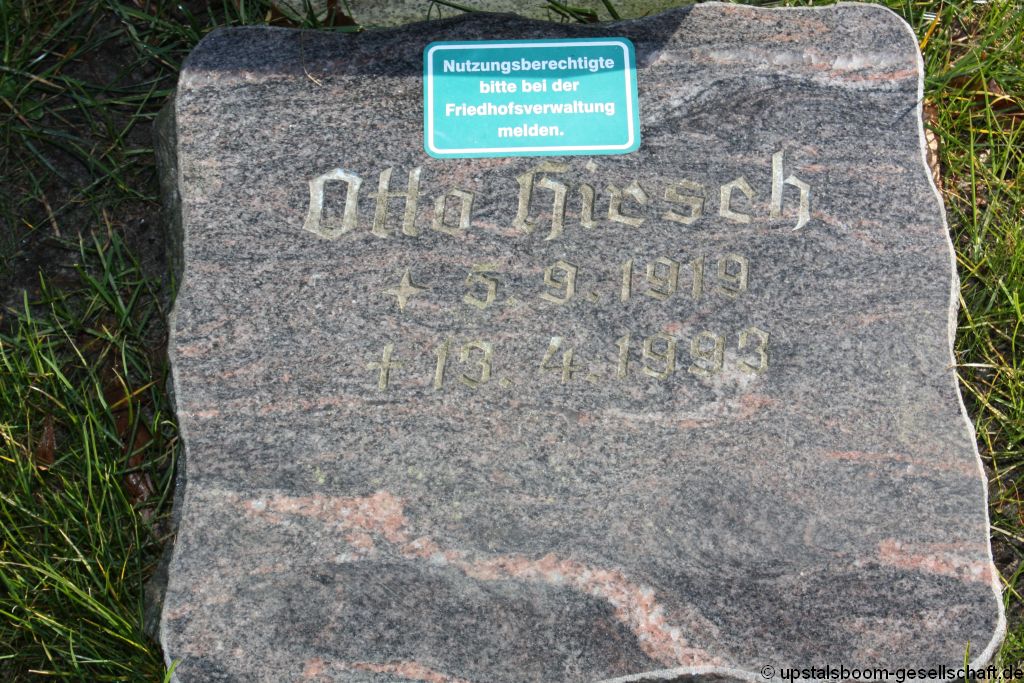 Nutzungsberechtigte
bitte bei der
Friedhofsverwaltung
melden.
Otto Hiesch
5. 9. 1919
13. 4. 1993
© upstalsboom-gesellschaft.de